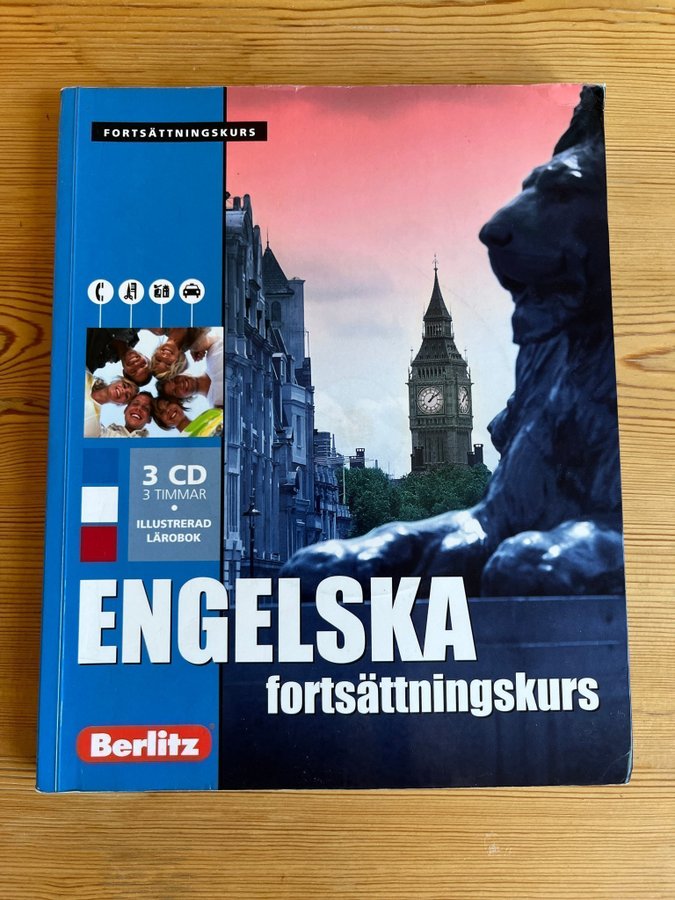 FORTSÄTTNINGSKURS
3 CD
3 TIMMAR
•
ILLUSTRERAD
LÄROBOK
ENGELSKA
fortsättningskurs
Berlitz®